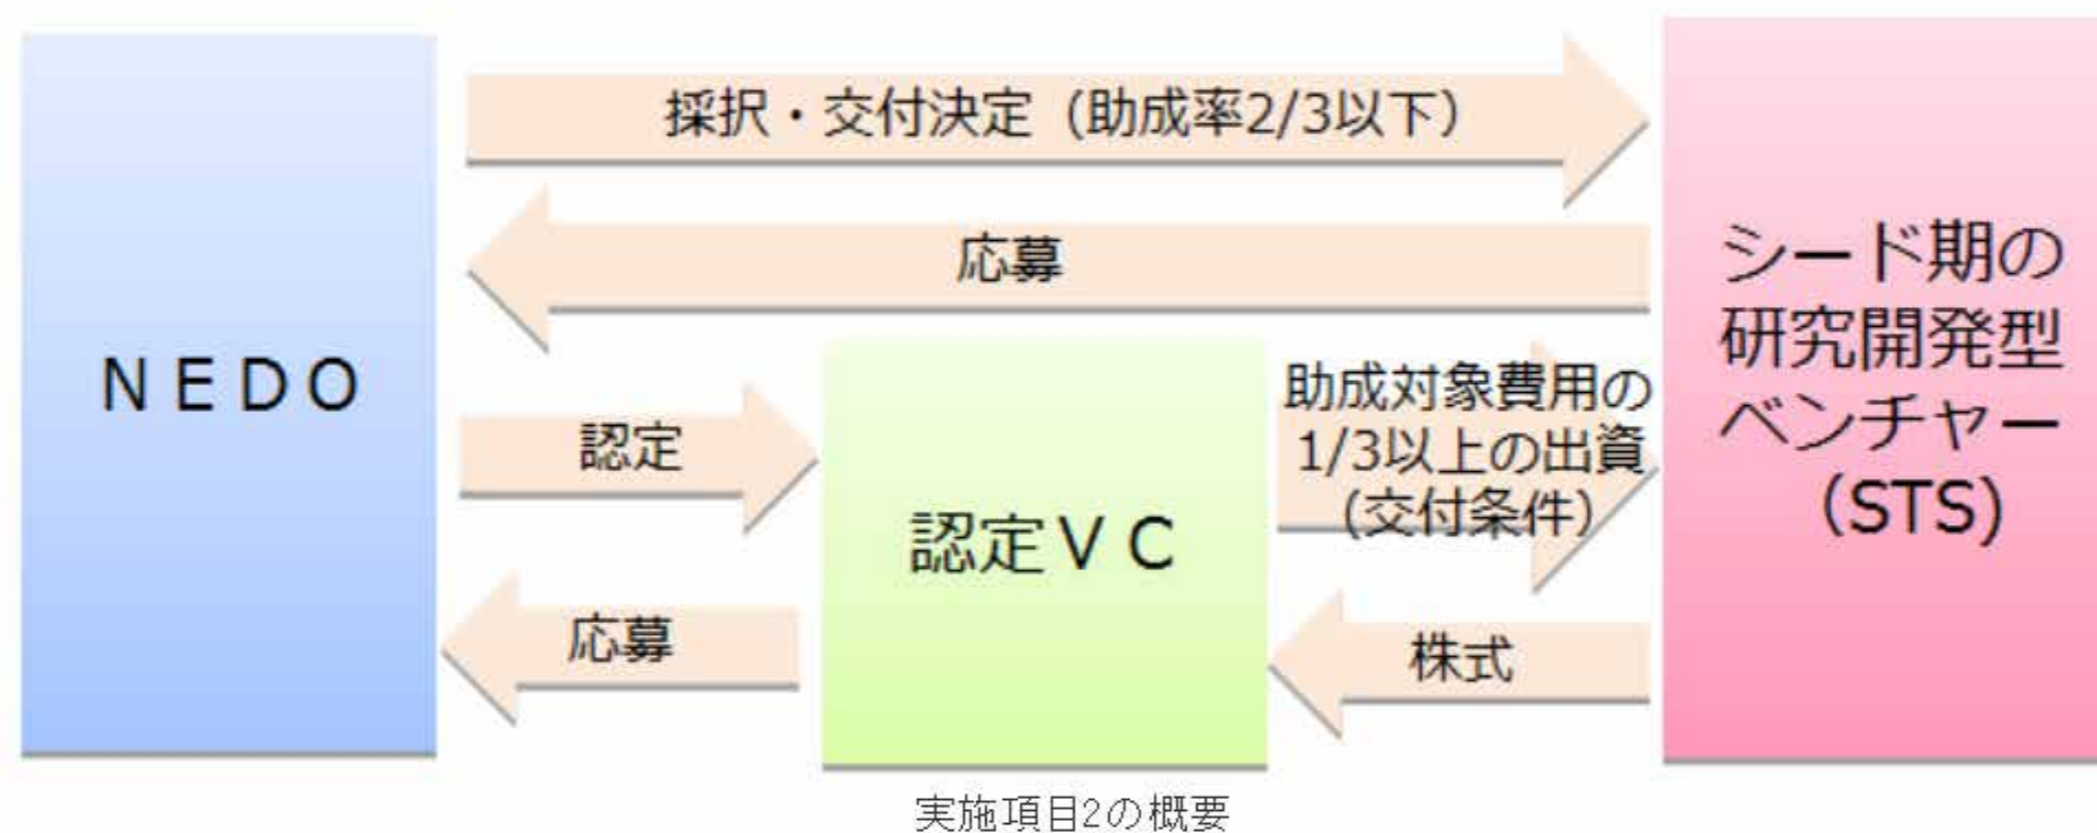 採択・交付決定（助成率2/3以下）
応募
ＮＥＤＯ
認定
応募
認定ＶＣ
助成対象費用の
1/3以上の出資
(交付条件)
株式
シード期の
研究開発型
ベンチャー
（STS)
実施項目2の概要